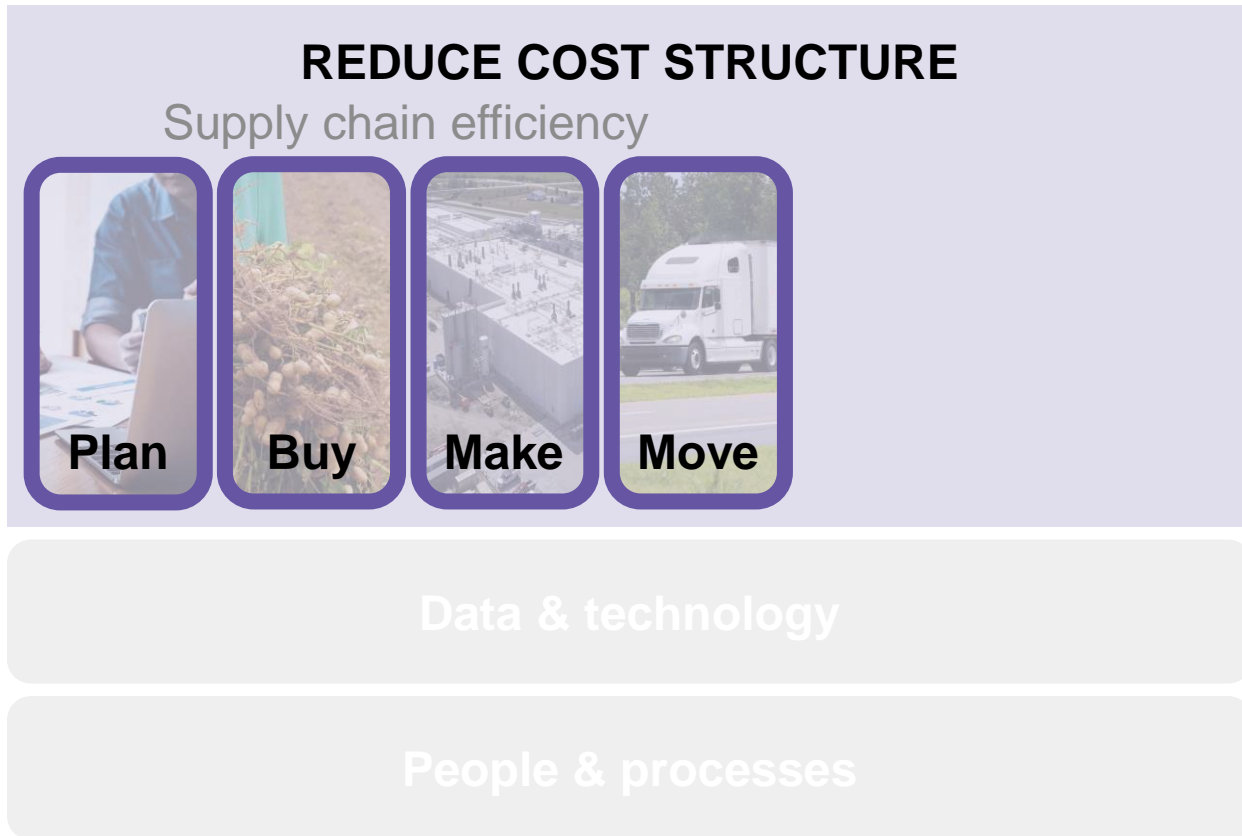 REDUCE COST STRUCTURE
Supply chain efficiency
Plan
Buy
Make
Move
Data & technology
People & processes